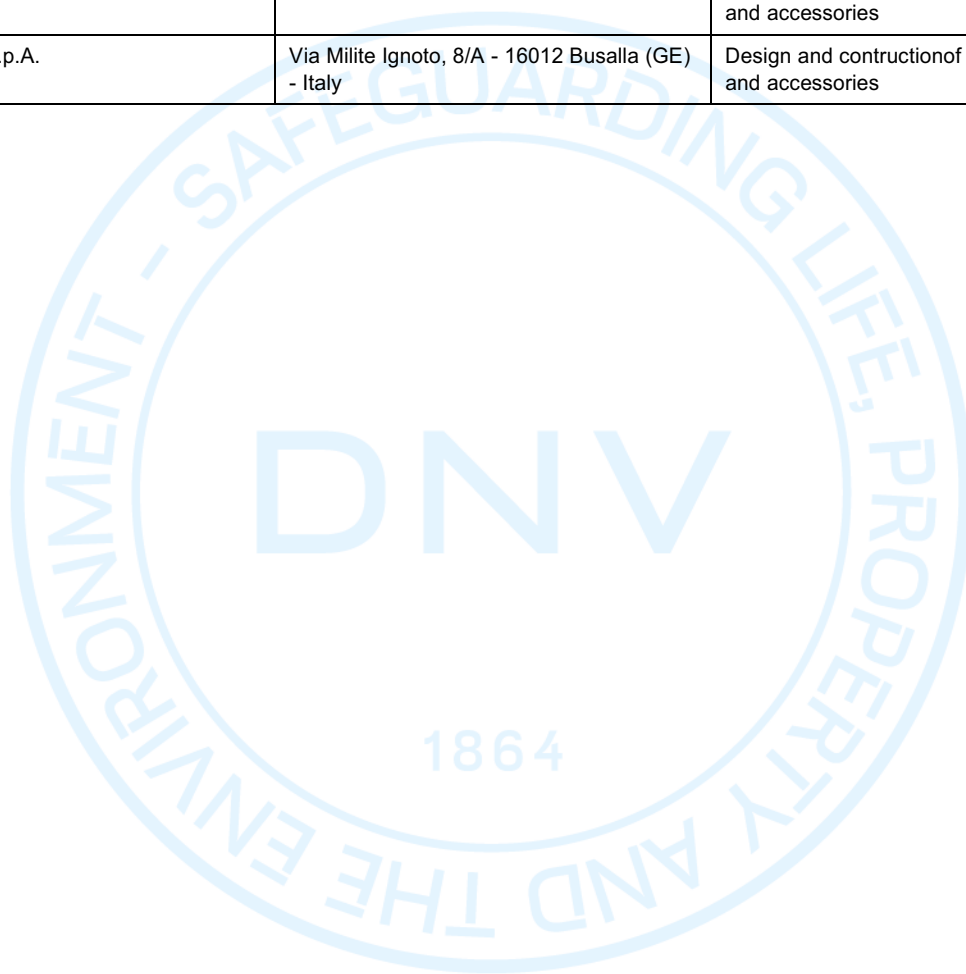 and accessories
.p.A.
Via Milite Ignoto, 8/A - 16012 Busalla (GE)
- Italy
Design and contructionof
and accessories
SAFEGUARDING LIFE, PROPERTY AND THE ENVIRONMENT -
DNV
1864